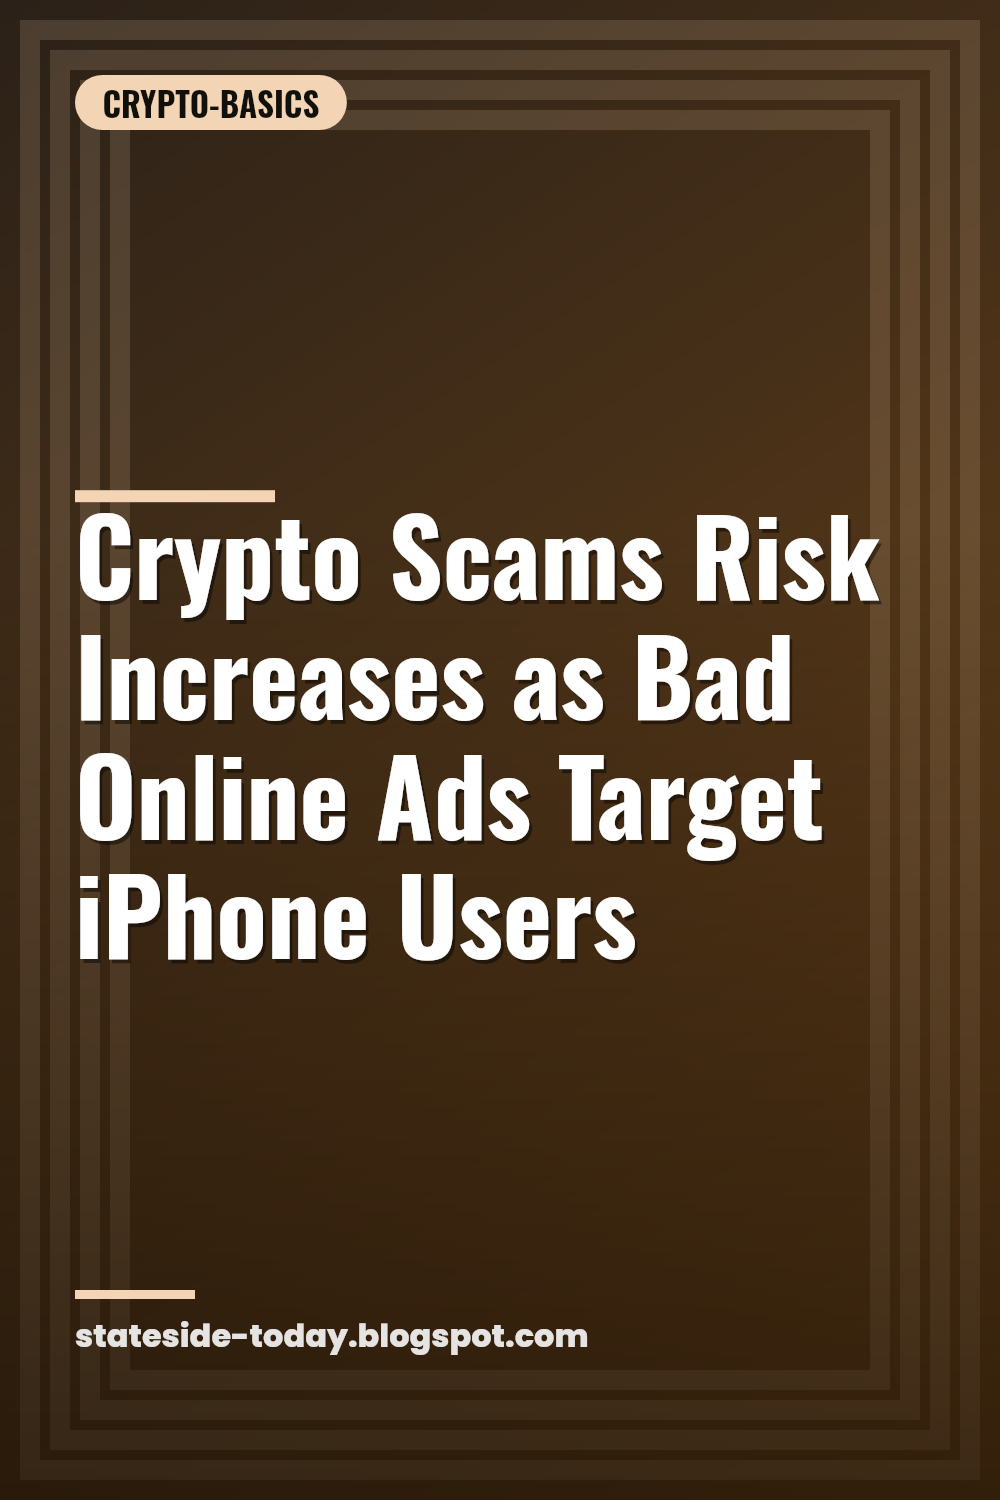 CRYPTO-BASICS
Crypto Scams Risk
Increases as Bad
Online Ads Target
iPhone Users
stateside-today.blogspot.com